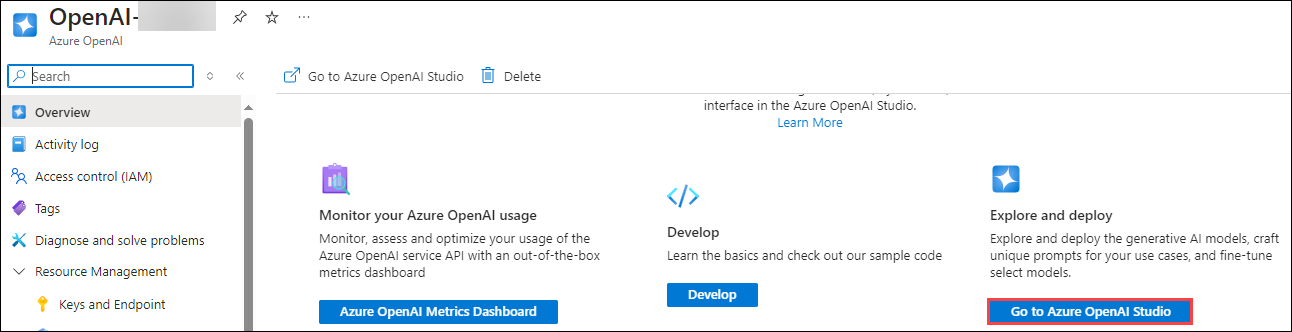 OpenAI-
Azure OpenAI
Search
Go to Azure OpenAI Studio
Delete
Overview
Activity log
Access control (IAM)
Tags
Diagnose and solve problems
Resource Management
Keys and Endpoint
interface in the Azure OpenAI Studio.
Learn More
Monitor your Azure OpenAI usage
Monitor, assess and optimize your usage of the
Azure OpenAI service API with an out-of-the-box
metrics dashboard
Azure OpenAI Metrics Dashboard
Develop
Learn the basics and check out our sample code
Develop
Explore and deploy
Explore and deploy the generative AI models, craft
unique prompts for your use cases, and fine-tune
select models.
Go to Azure OpenAI Studio